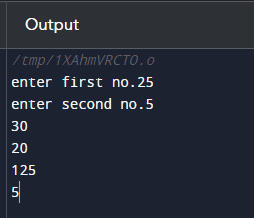 Output
/tmp/1XAhmVRCTO.o
enter first no.25
enter second no.5
30
20
125
5